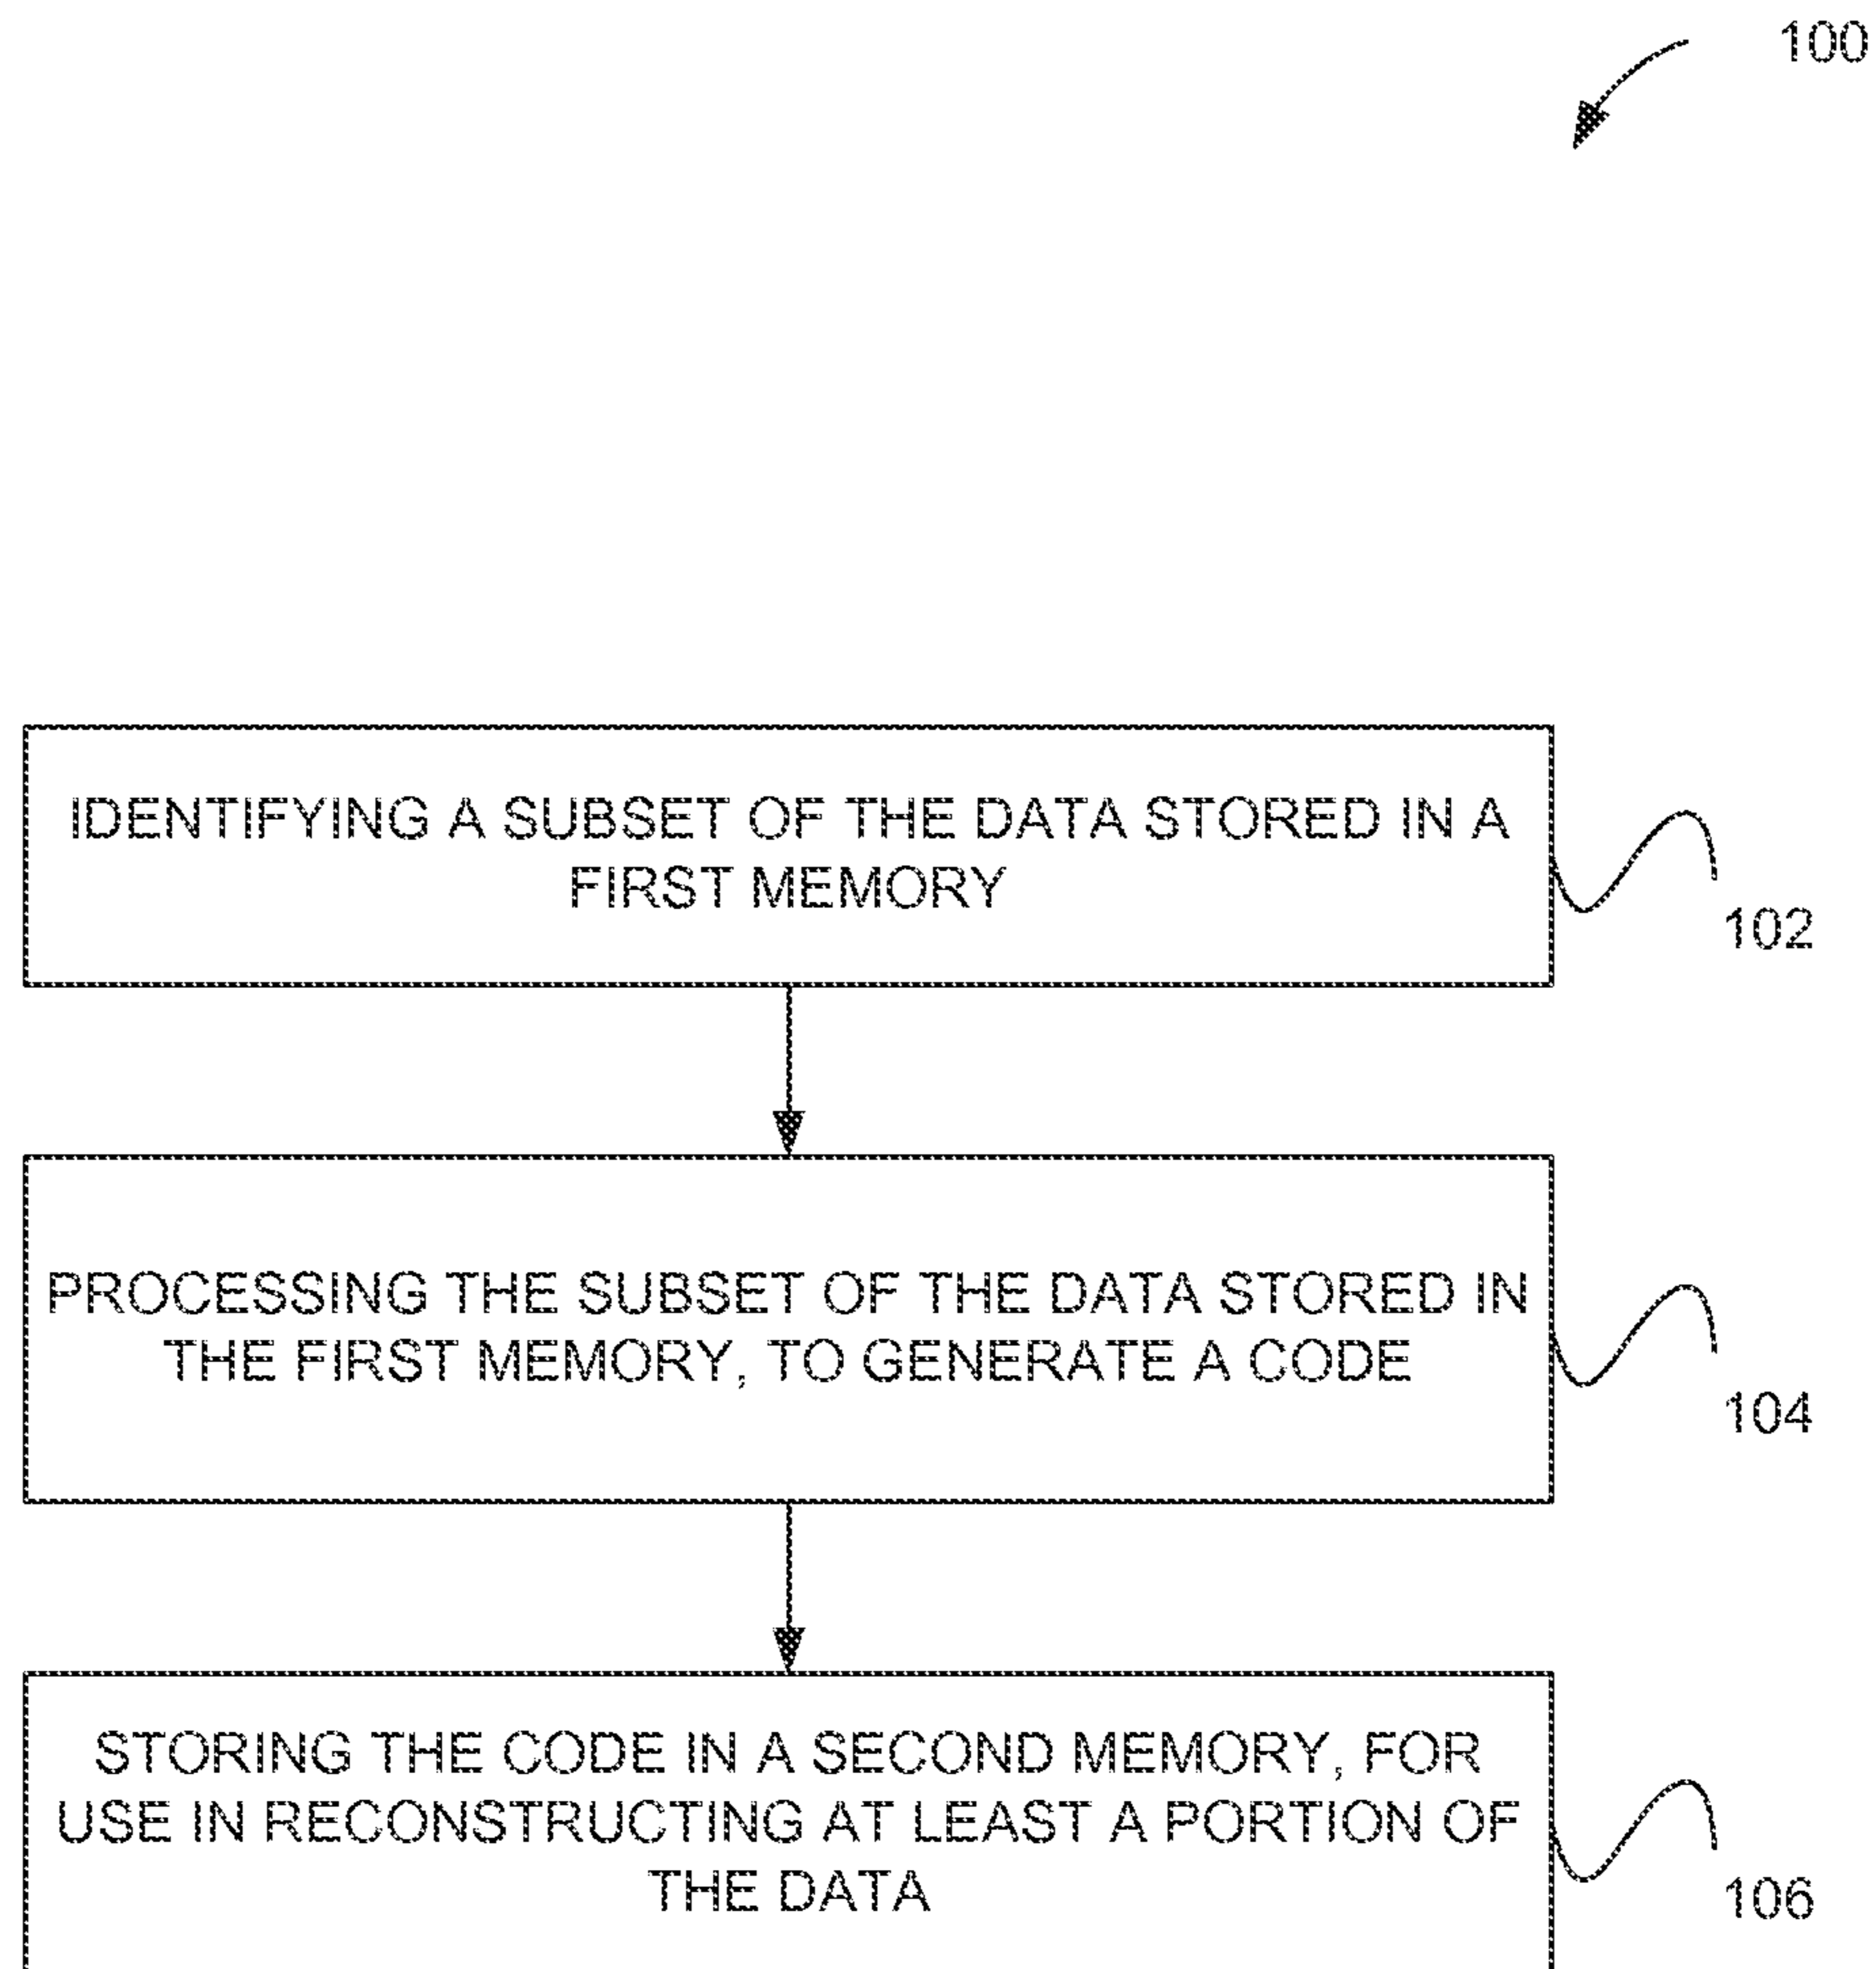 100
IDENTIFYING A SUBSET OF THE DATA STORED IN A
FIRST MEMORY
102
PROCESSING THE SUBSET OF THE DATA STORED IN
THE FIRST MEMORY, TO GENERATE A CODE
104
STORING THE CODE IN A SECOND MEMORY, FOR
USE IN RECONSTRUCTING AT LEAST A PORTION OF
THE DATA
106